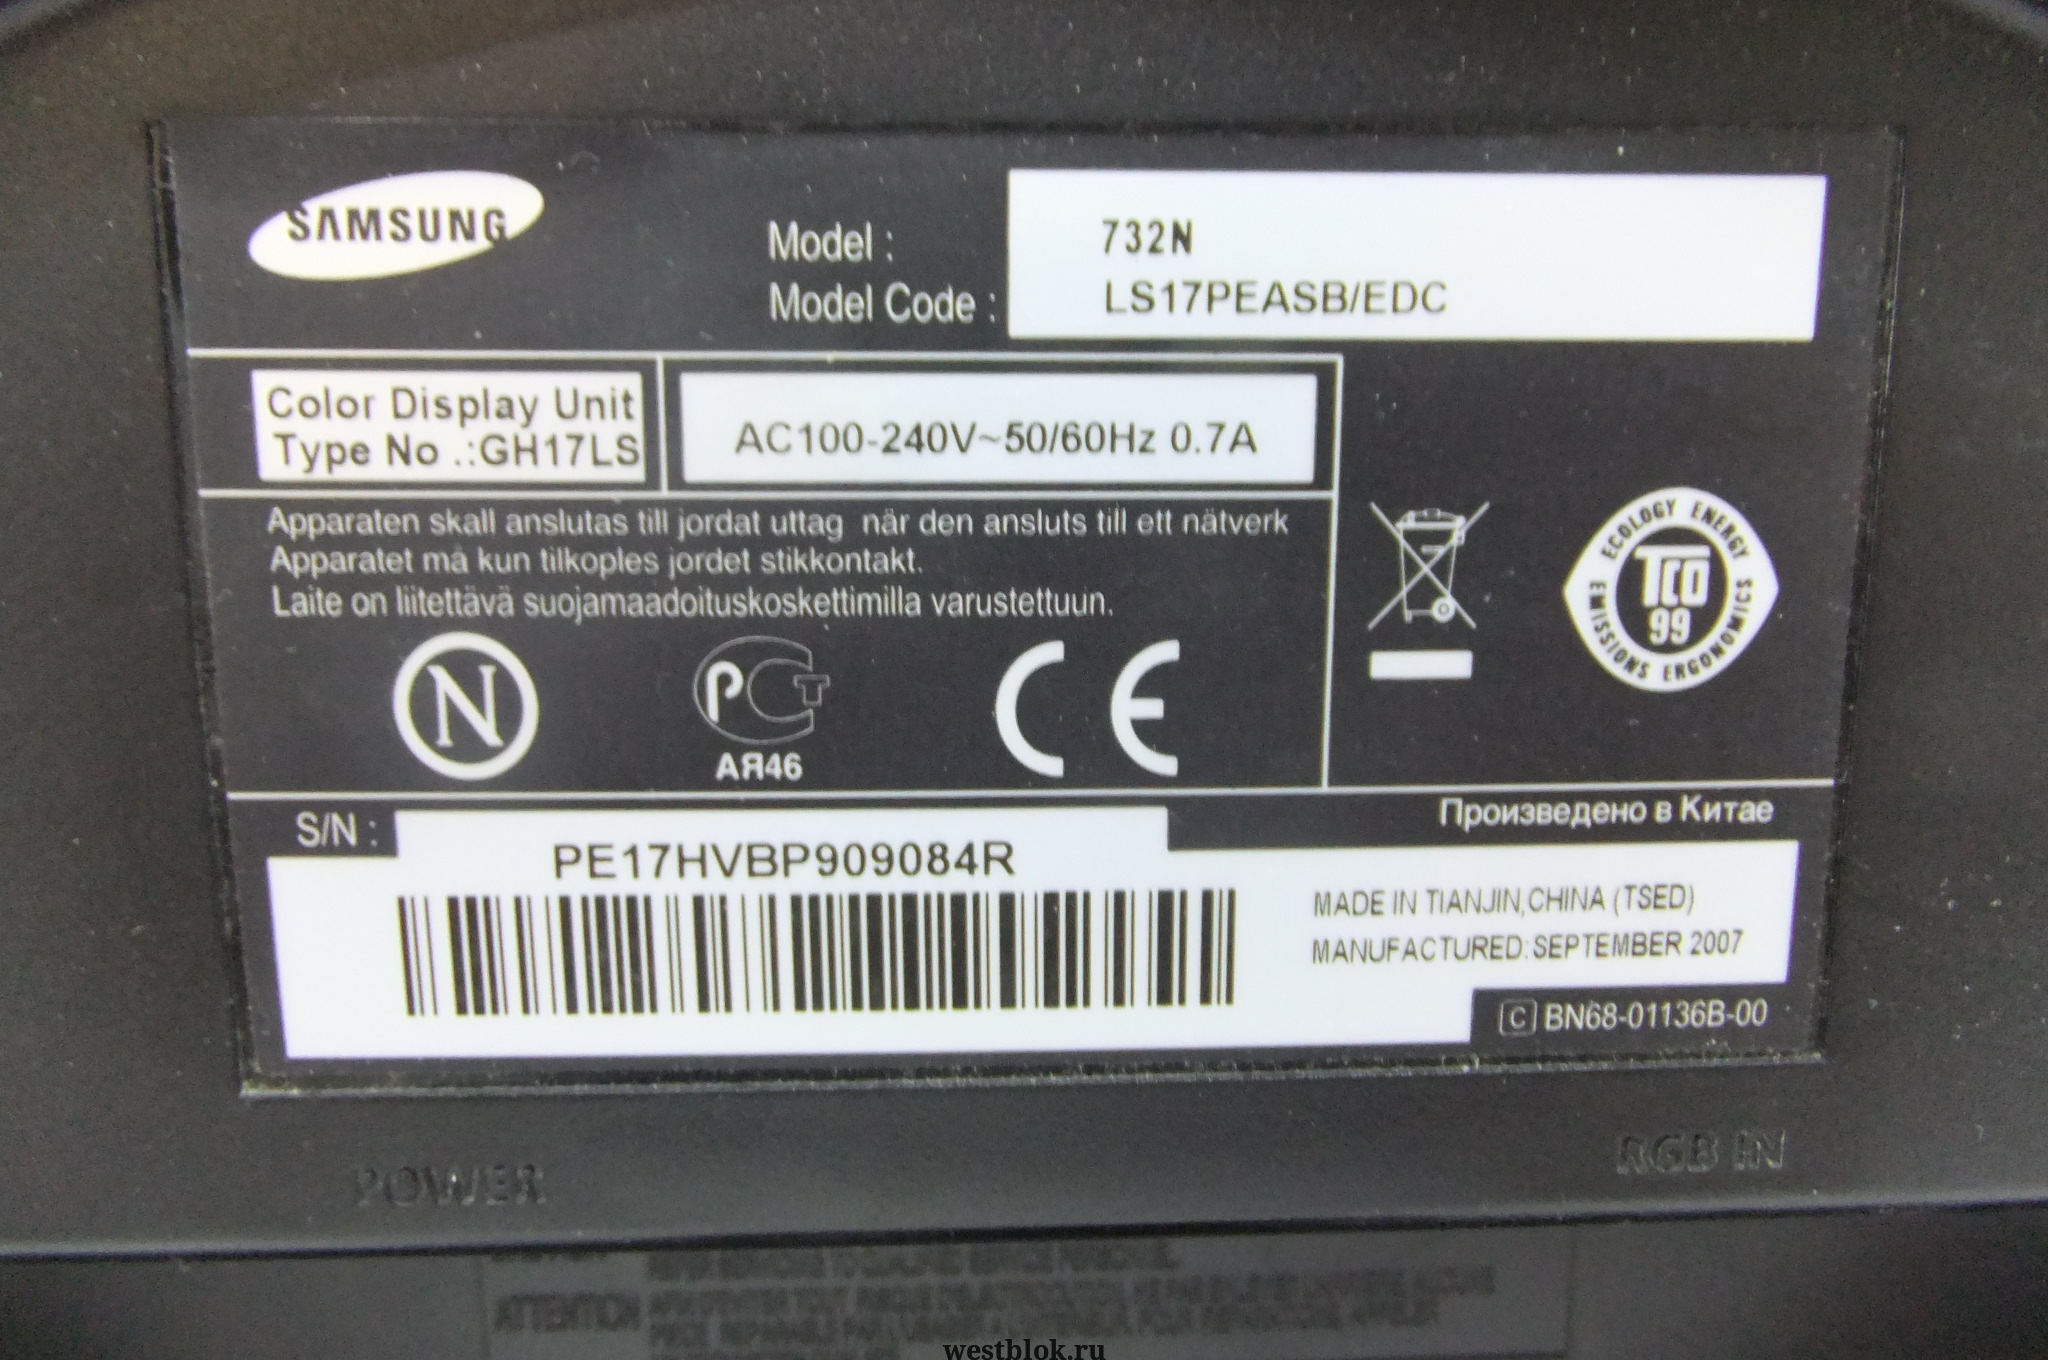 SAMSUNG
Model : 732N
Model Code : LS17PEASB/EDC
Color Display Unit
Type No .:GH17LS
AC100-240V~50/60Hz 0.7A
Apparaten skall anslutas till jordat uttag när den ansluts till ett nätverk
Apparatet må kun tilkoples jordet stikkontakt.
Laite on liitettävä suojamaadoituskoskettimilla varustettuun.
N
PCT
АЯ46
CE
ECOLOGY ENERGY
TCO
99
EMISSIONS ERGONOMICS
S/N : PE17HVBP909084R
Произведено в Китае
MADE IN TIANJIN,CHINA (TSED)
MANUFACTURED:SEPTEMBER 2007
C BN68-01136B-00
POWER
RGB IN
ATTENTION
westblok.ru